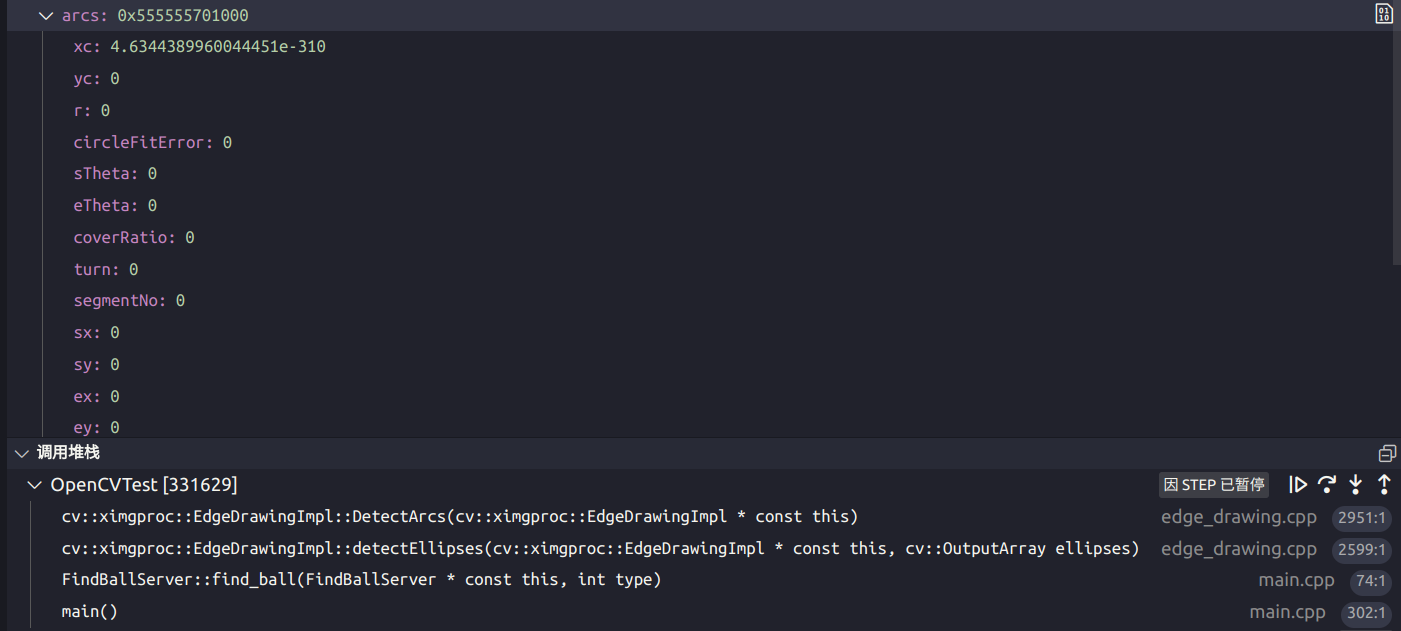 arcs: 0x555555701000
xc: 4.6344389960044451e-310
yc: 0
r: 0
circleFitError: 0
sTheta: 0
eTheta: 0
coverRatio: 0
turn: 0
segmentNo: 0
sx: 0
sy: 0
ex: 0
ey: 0
调用堆栈
OpenCVTest [331629] 因 STEP 已暂停
cv::ximgproc::EdgeDrawingImpl::DetectArcs(cv::ximgproc::EdgeDrawingImpl * const this) edge_drawing.cpp 2951:1
cv::ximgproc::EdgeDrawingImpl::detectEllipses(cv::ximgproc::EdgeDrawingImpl * const this, cv::OutputArray ellipses) edge_drawing.cpp 2599:1
FindBallServer::find_ball(FindBallServer * const this, int type) main.cpp 74:1
main() main.cpp 302:1